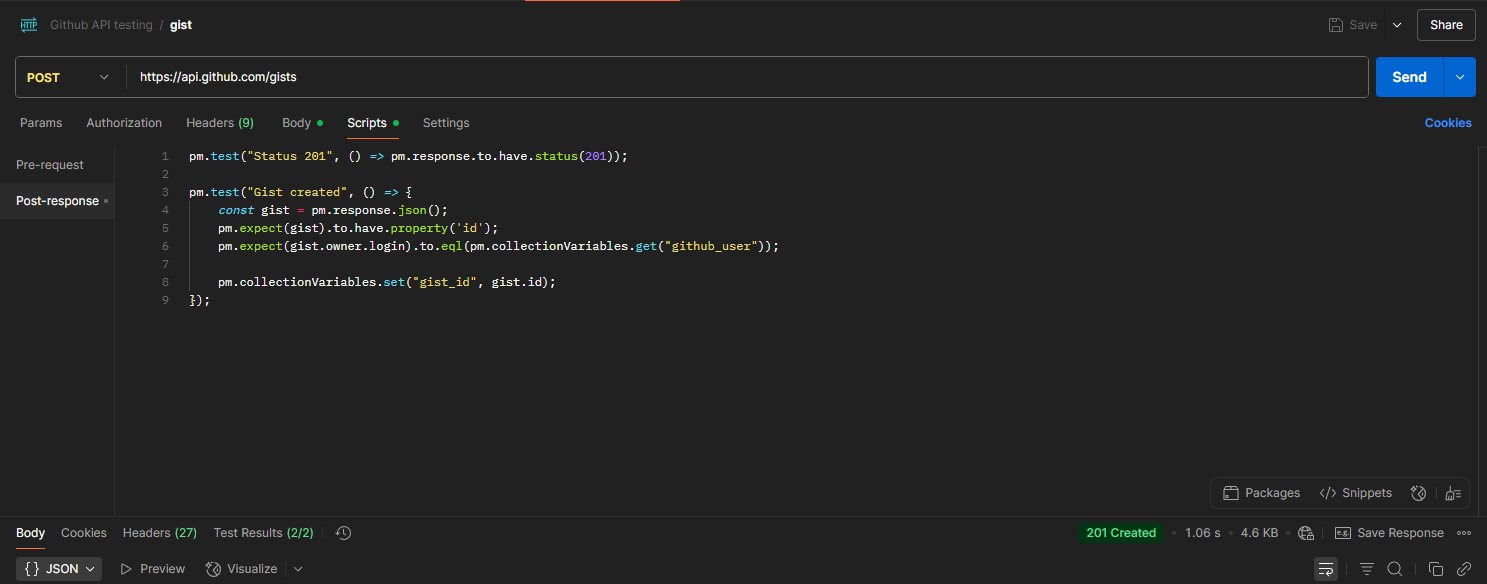 HTTP Github API testing / gist Save Share
POST https://api.github.com/gists Send
Params Authorization Headers (9) Body Scripts Settings Cookies
Pre-request
Post-response
1 pm.test("Status 201", () => pm.response.to.have.status(201));
2
3 pm.test("Gist created", () => {
4 const gist = pm.response.json();
5 pm.expect(gist).to.have.property('id');
6 pm.expect(gist.owner.login).to.eql(pm.collectionVariables.get("github_user"));
7
8 pm.collectionVariables.set("gist_id", gist.id);
9 });
Packages </> Snippets
Body Cookies Headers (27) Test Results (2/2) 201 Created • 1.06 s • 4.6 KB • e.g. Save Response
{} JSON Preview Visualize